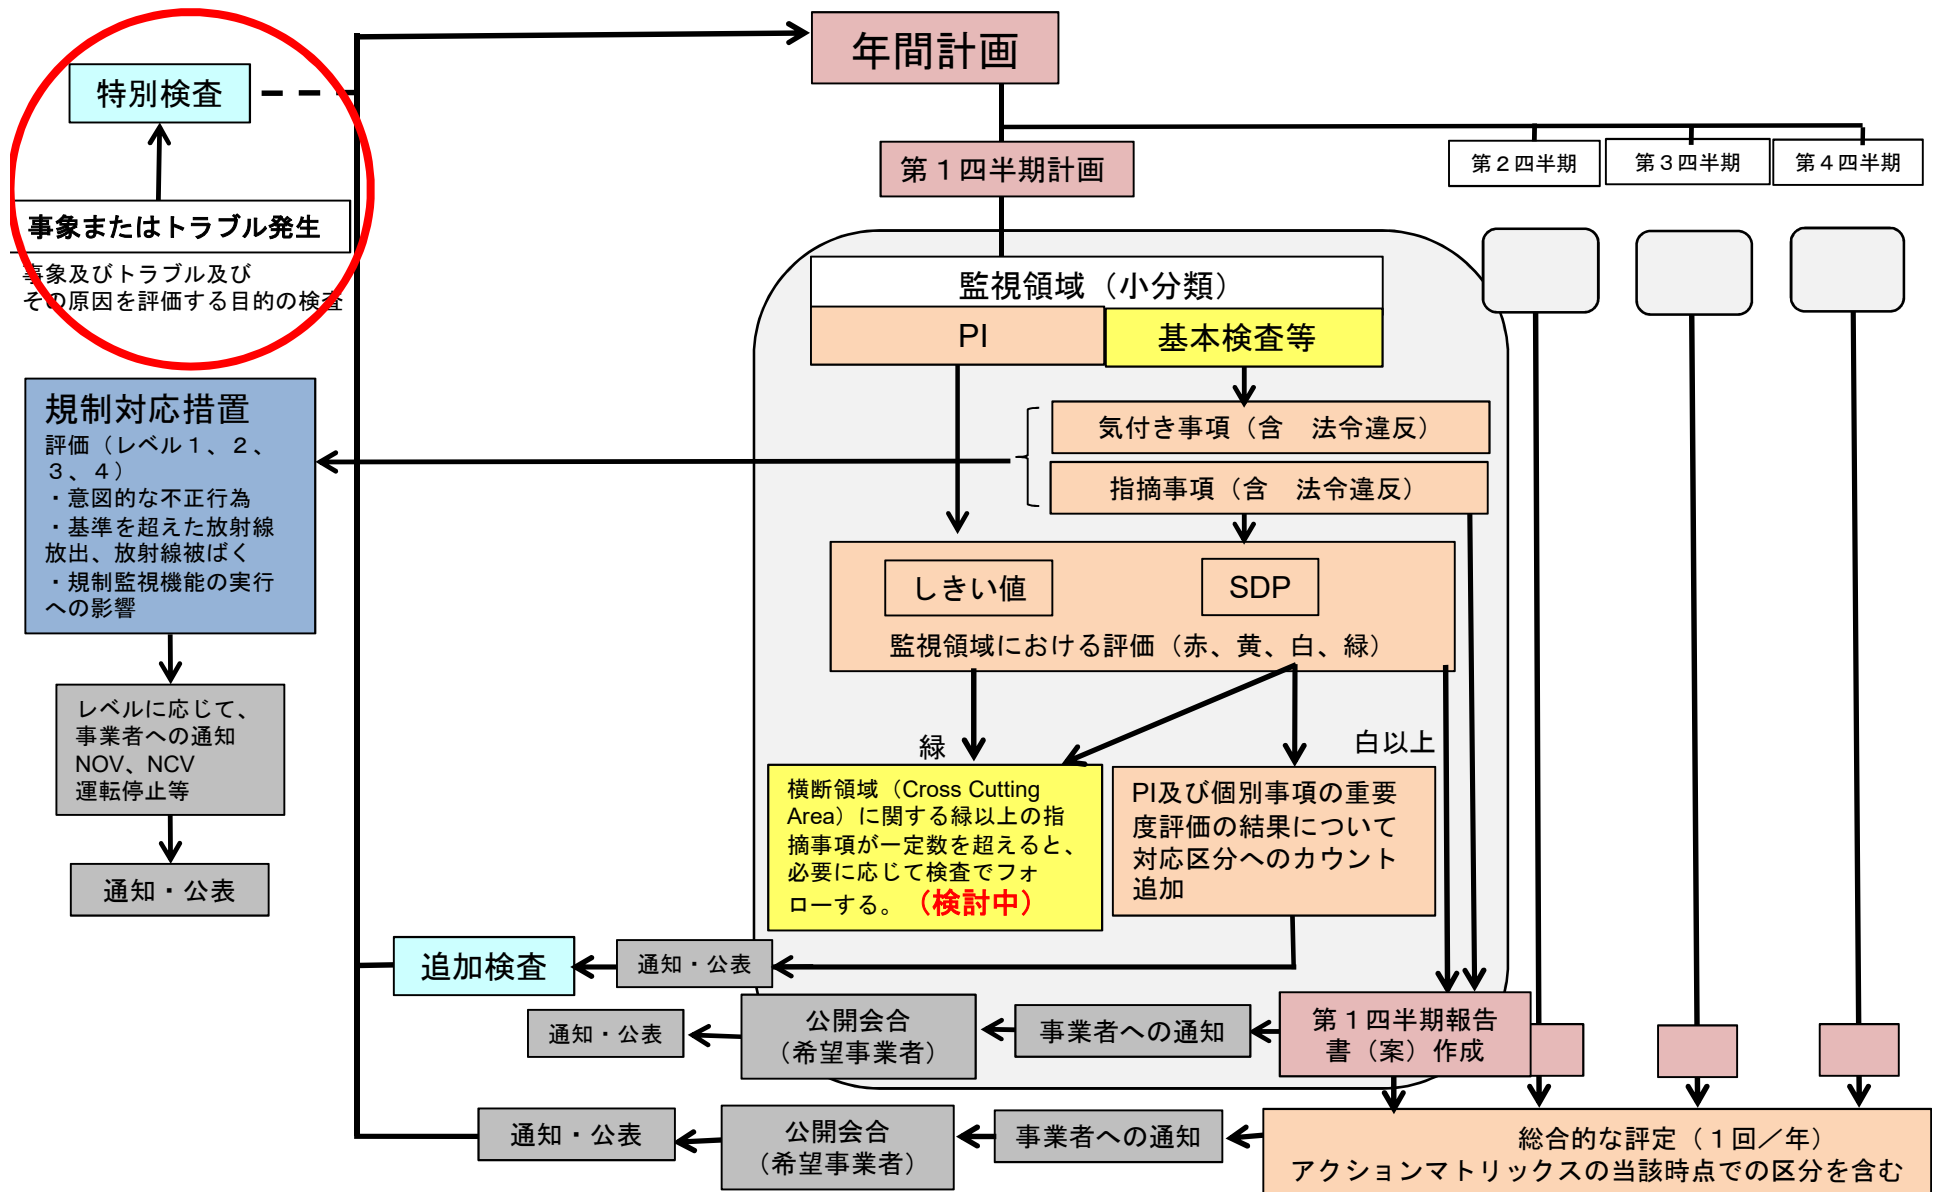 年間計画
特別検査
第１四半期計画
第２四半期
第３四半期
第４四半期
事象またはトラブル発生
事象及びトラブル及び
その原因を評価する目的の検査
監視領域（小分類）
PI
基本検査等
規制対応措置
評価（レベル１、２、
３、４）
・意図的な不正行為
・基準を超えた放射線
放出、放射線被ばく
・規制監視機能の実行
への影響
気付き事項（含　法令違反）
指摘事項（含　法令違反）
しきい値
SDP
監視領域における評価（赤、黄、白、緑）
レベルに応じて、
事業者への通知
NOV、NCV
運転停止等
緑
白以上
横断領域（Cross Cutting
Area）に関する緑以上の指
摘事項が一定数を超えると、
必要に応じて検査でフォ
ローする。（検討中）
PI及び個別事項の重要
度評価の結果について
対応区分へのカウント
追加
通知・公表
追加検査
通知・公表
通知・公表
公開会合
（希望事業者）
事業者への通知
第１四半期報告
書（案）作成
通知・公表
公開会合
（希望事業者）
事業者への通知
総合的な評定（１回／年）
アクションマトリックスの当該時点での区分を含む